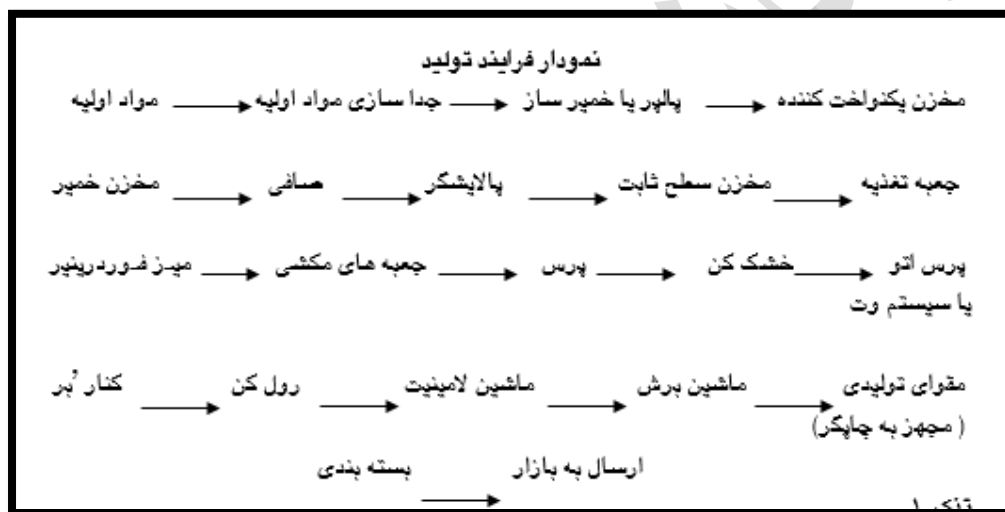 نمودار فرایند تولید
مخزن یکنواخت کننده ← پالپر یا خمیر ساز ← جدا سازی مواد اولیه ← مواد اولیه
جعبه تغذیه ← مخزن سطح ثابت ← پالایشگر ← صافی ← مخزن خمیر
پرس اتو ← خشک کن ← پرس ← جعبه های مکشی ← میز فوردرینیر
یا سیستم وت
مقوای تولیدی ← ماشین برش ← ماشین لامینیت ← رول کن ← کنار بُر
( مجهز به چاپگر)
ارسال به بازار ← بسته بندی